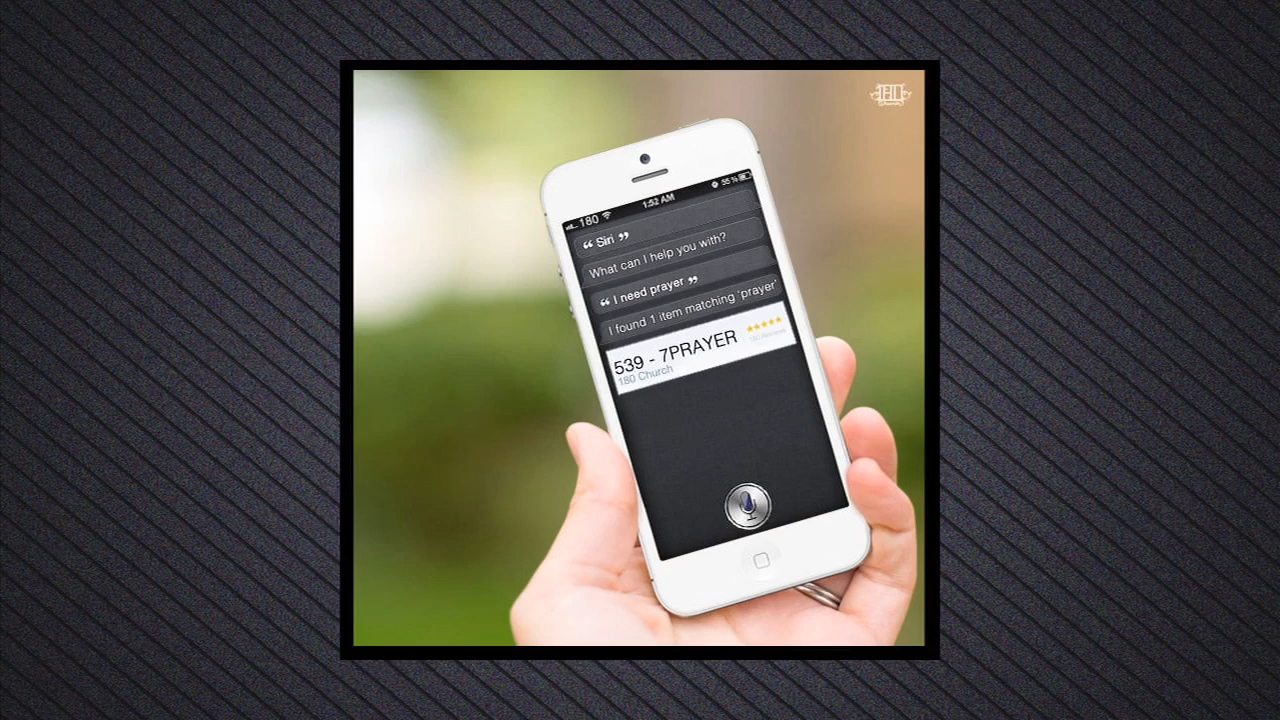 180
1:52 AM
55 %
“ Siri ”
What can I help you with?
“ I need prayer ”
I found 1 item matching ‘prayer’
539 - 7PRAYER
180 Church